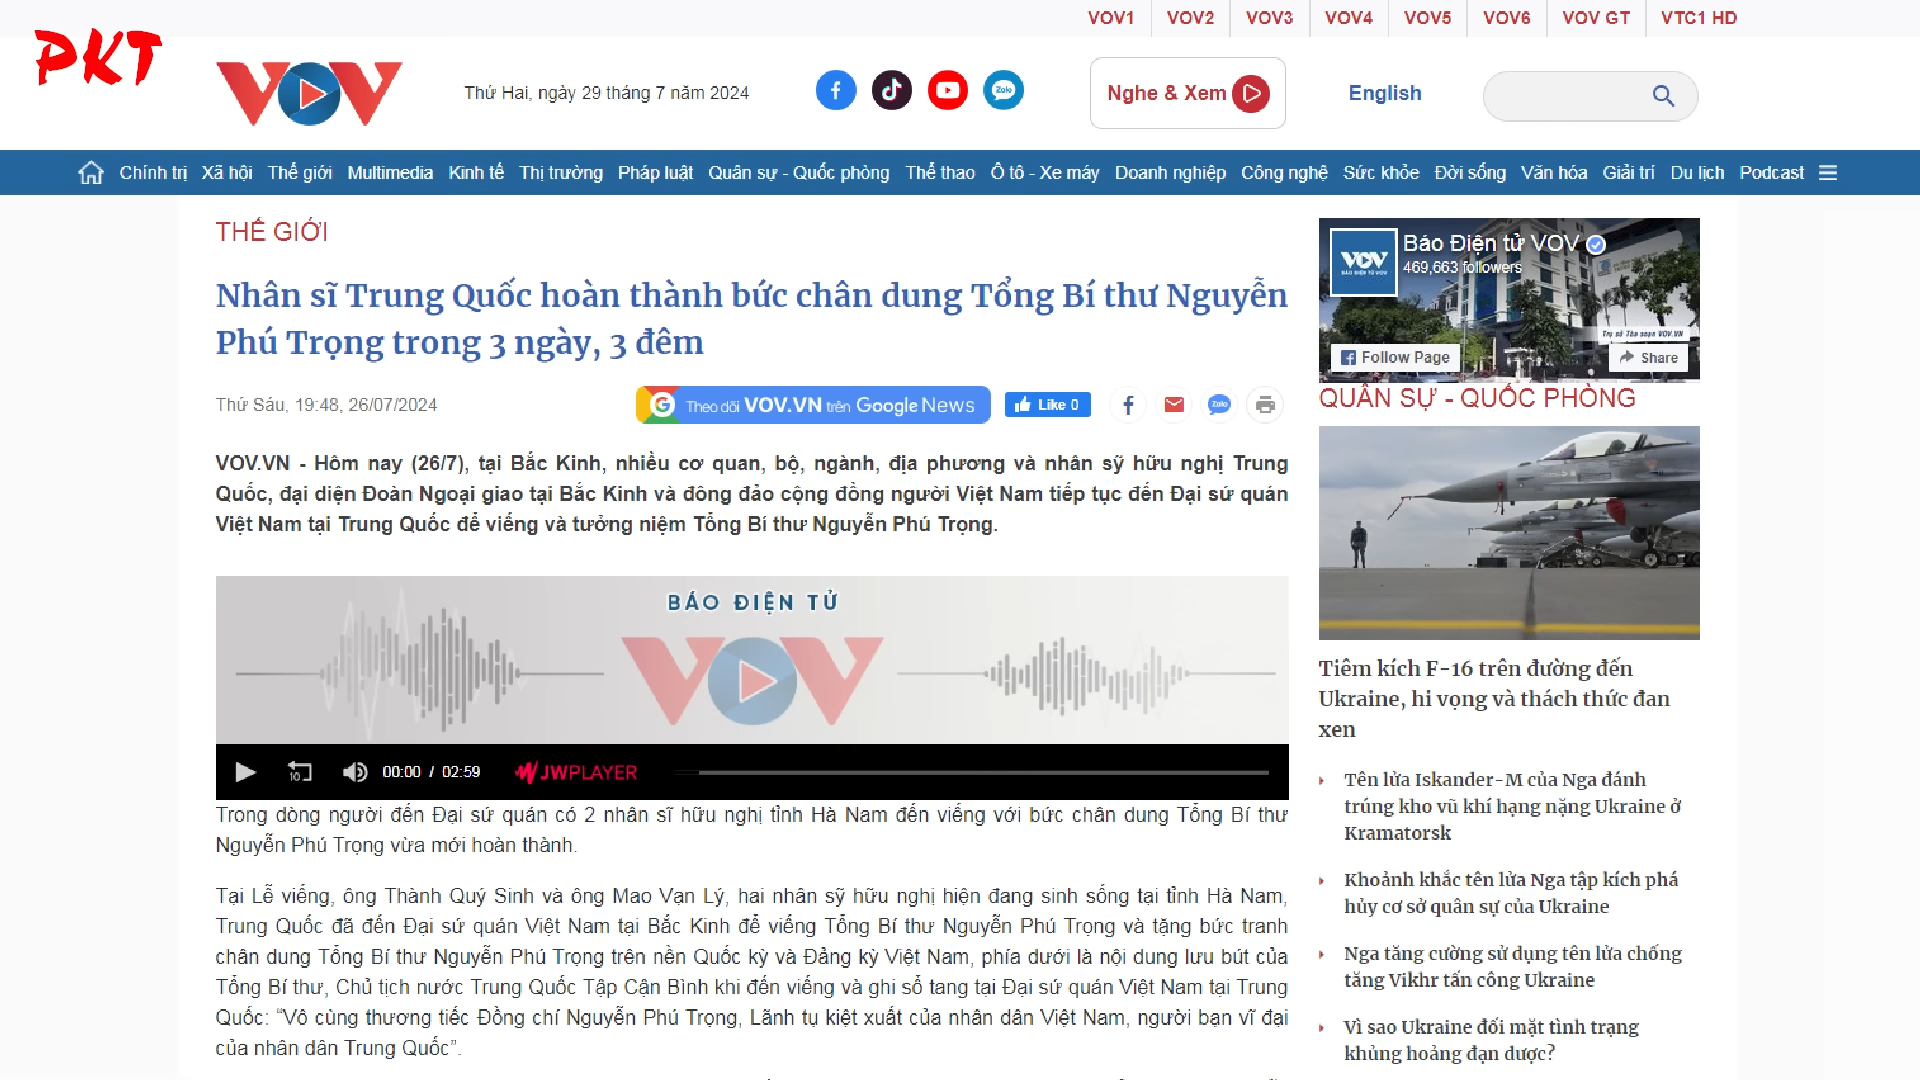 VOV1 VOV2 VOV3 VOV4 VOV5 VOV6 VOV GT VTC1 HD
PKT
VOV
Thứ Hai, ngày 29 tháng 7 năm 2024
Zalo
Nghe & Xem
English
Chính trị Xã hội Thế giới Multimedia Kinh tế Thị trường Pháp luật Quân sự - Quốc phòng Thể thao Ô tô - Xe máy Doanh nghiệp Công nghệ Sức khỏe Đời sống Văn hóa Giải trí Du lịch Podcast
THẾ GIỚI
Nhân sĩ Trung Quốc hoàn thành bức chân dung Tổng Bí thư Nguyễn
Phú Trọng trong 3 ngày, 3 đêm
Thứ Sáu, 19:48, 26/07/2024
Theo dõi VOV.VN trên Google News
Like 0
Zalo
VOV.VN - Hôm nay (26/7), tại Bắc Kinh, nhiều cơ quan, bộ, ngành, địa phương và nhân sỹ hữu nghị Trung
Quốc, đại diện Đoàn Ngoại giao tại Bắc Kinh và đông đảo cộng đồng người Việt Nam tiếp tục đến Đại sứ quán
Việt Nam tại Trung Quốc để viếng và tưởng niệm Tổng Bí thư Nguyễn Phú Trọng.
BÁO ĐIỆN TỬ
VOV
10
00:00 / 02:59
JWPLAYER
Trong dòng người đến Đại sứ quán có 2 nhân sĩ hữu nghị tỉnh Hà Nam đến viếng với bức chân dung Tổng Bí thư
Nguyễn Phú Trọng vừa mới hoàn thành.
Tại Lễ viếng, ông Thành Quý Sinh và ông Mao Vạn Lý, hai nhân sỹ hữu nghị hiện đang sinh sống tại tỉnh Hà Nam,
Trung Quốc đã đến Đại sứ quán Việt Nam tại Bắc Kinh để viếng Tổng Bí thư Nguyễn Phú Trọng và tặng bức tranh
chân dung Tổng Bí thư Nguyễn Phú Trọng trên nền Quốc kỳ và Đảng kỳ Việt Nam, phía dưới là nội dung lưu bút của
Tổng Bí thư, Chủ tịch nước Trung Quốc Tập Cận Bình khi đến viếng và ghi sổ tang tại Đại sứ quán Việt Nam tại Trung
Quốc: “Vô cùng thương tiếc Đồng chí Nguyễn Phú Trọng, Lãnh tụ kiệt xuất của nhân dân Việt Nam, người bạn vĩ đại
của nhân dân Trung Quốc”.
VOV
BÁO ĐIỆN TỬ VOV
Báo Điện tử VOV
469,663 followers
Trụ sở Tòa soạn VOV.VN
Follow Page
Share
QUÂN SỰ - QUỐC PHÒNG
Tiêm kích F-16 trên đường đến
Ukraine, hi vọng và thách thức đan
xen
Tên lửa Iskander-M của Nga đánh
trúng kho vũ khí hạng nặng Ukraine ở
Kramatorsk
Khoảnh khắc tên lửa Nga tập kích phá
hủy cơ sở quân sự của Ukraine
Nga tăng cường sử dụng tên lửa chống
tăng Vikhr tấn công Ukraine
Vì sao Ukraine đối mặt tình trạng
khủng hoảng đạn dược?